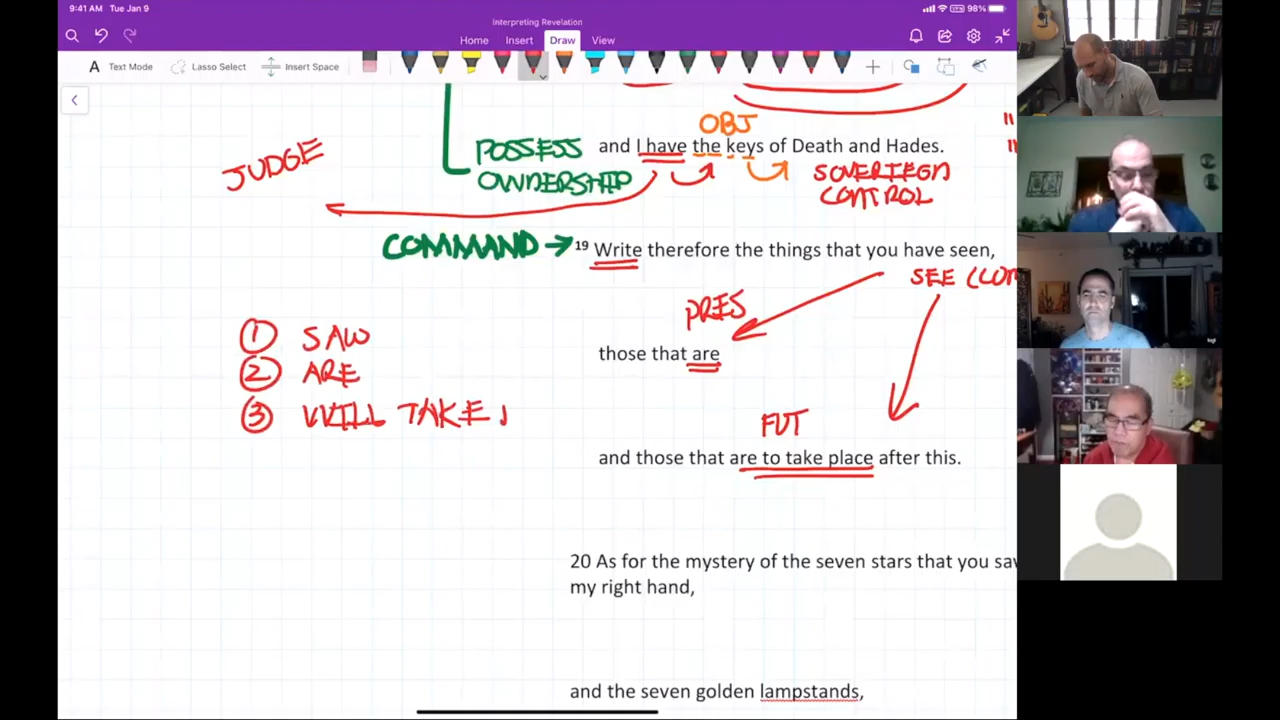 9:41 AM Tue Jan 9
98%
Interpreting Revelation
Home Insert Draw View
A Text Mode Lasso Select Insert Space
OBJ
POSSESS and I have the keys of Death and Hades.
JUDGE
OWNERSHIP
SOVERIEGN
CONTROL
COMMAND → 19 Write therefore the things that you have seen,
SEE (CON
PRES
① SAW
those that are
② ARE
③ WILL TAKE
FUT
and those that are to take place after this.
20 As for the mystery of the seven stars that you sav
my right hand,
and the seven golden lampstands,